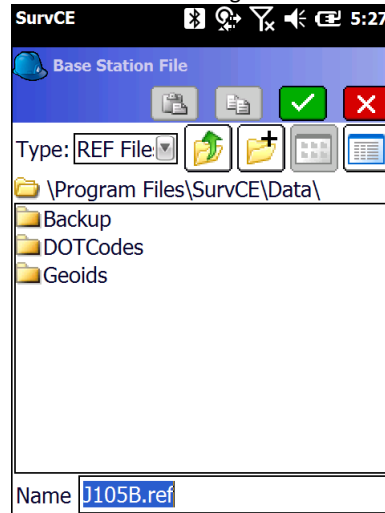 SurvCE 5:27
Base Station File
Type: REF File
\Program Files\SurvCE\Data\
Backup
DOTCodes
Geoids
Name J105B.ref